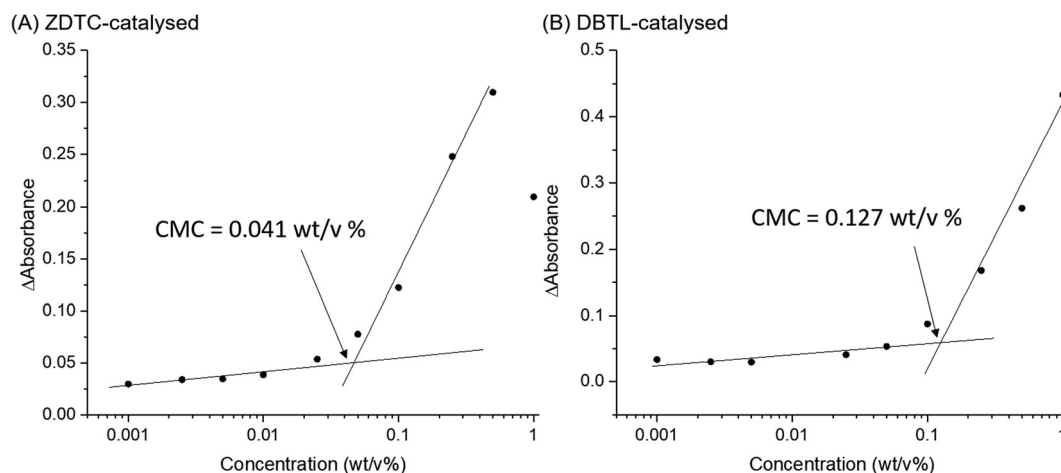 (A) ZDTC-catalysed
0.35
0.30
0.25
0.20
0.15
0.10
0.05
0.00
ΔAbsorbance
CMC = 0.041 wt/v %
0.001 0.01 0.1 1
Concentration (wt/v%)
(B) DBTL-catalysed
0.5
0.4
0.3
0.2
0.1
0.0
ΔAbsorbance
CMC = 0.127 wt/v %
0.001 0.01 0.1 1
Concentration (wt/v%)